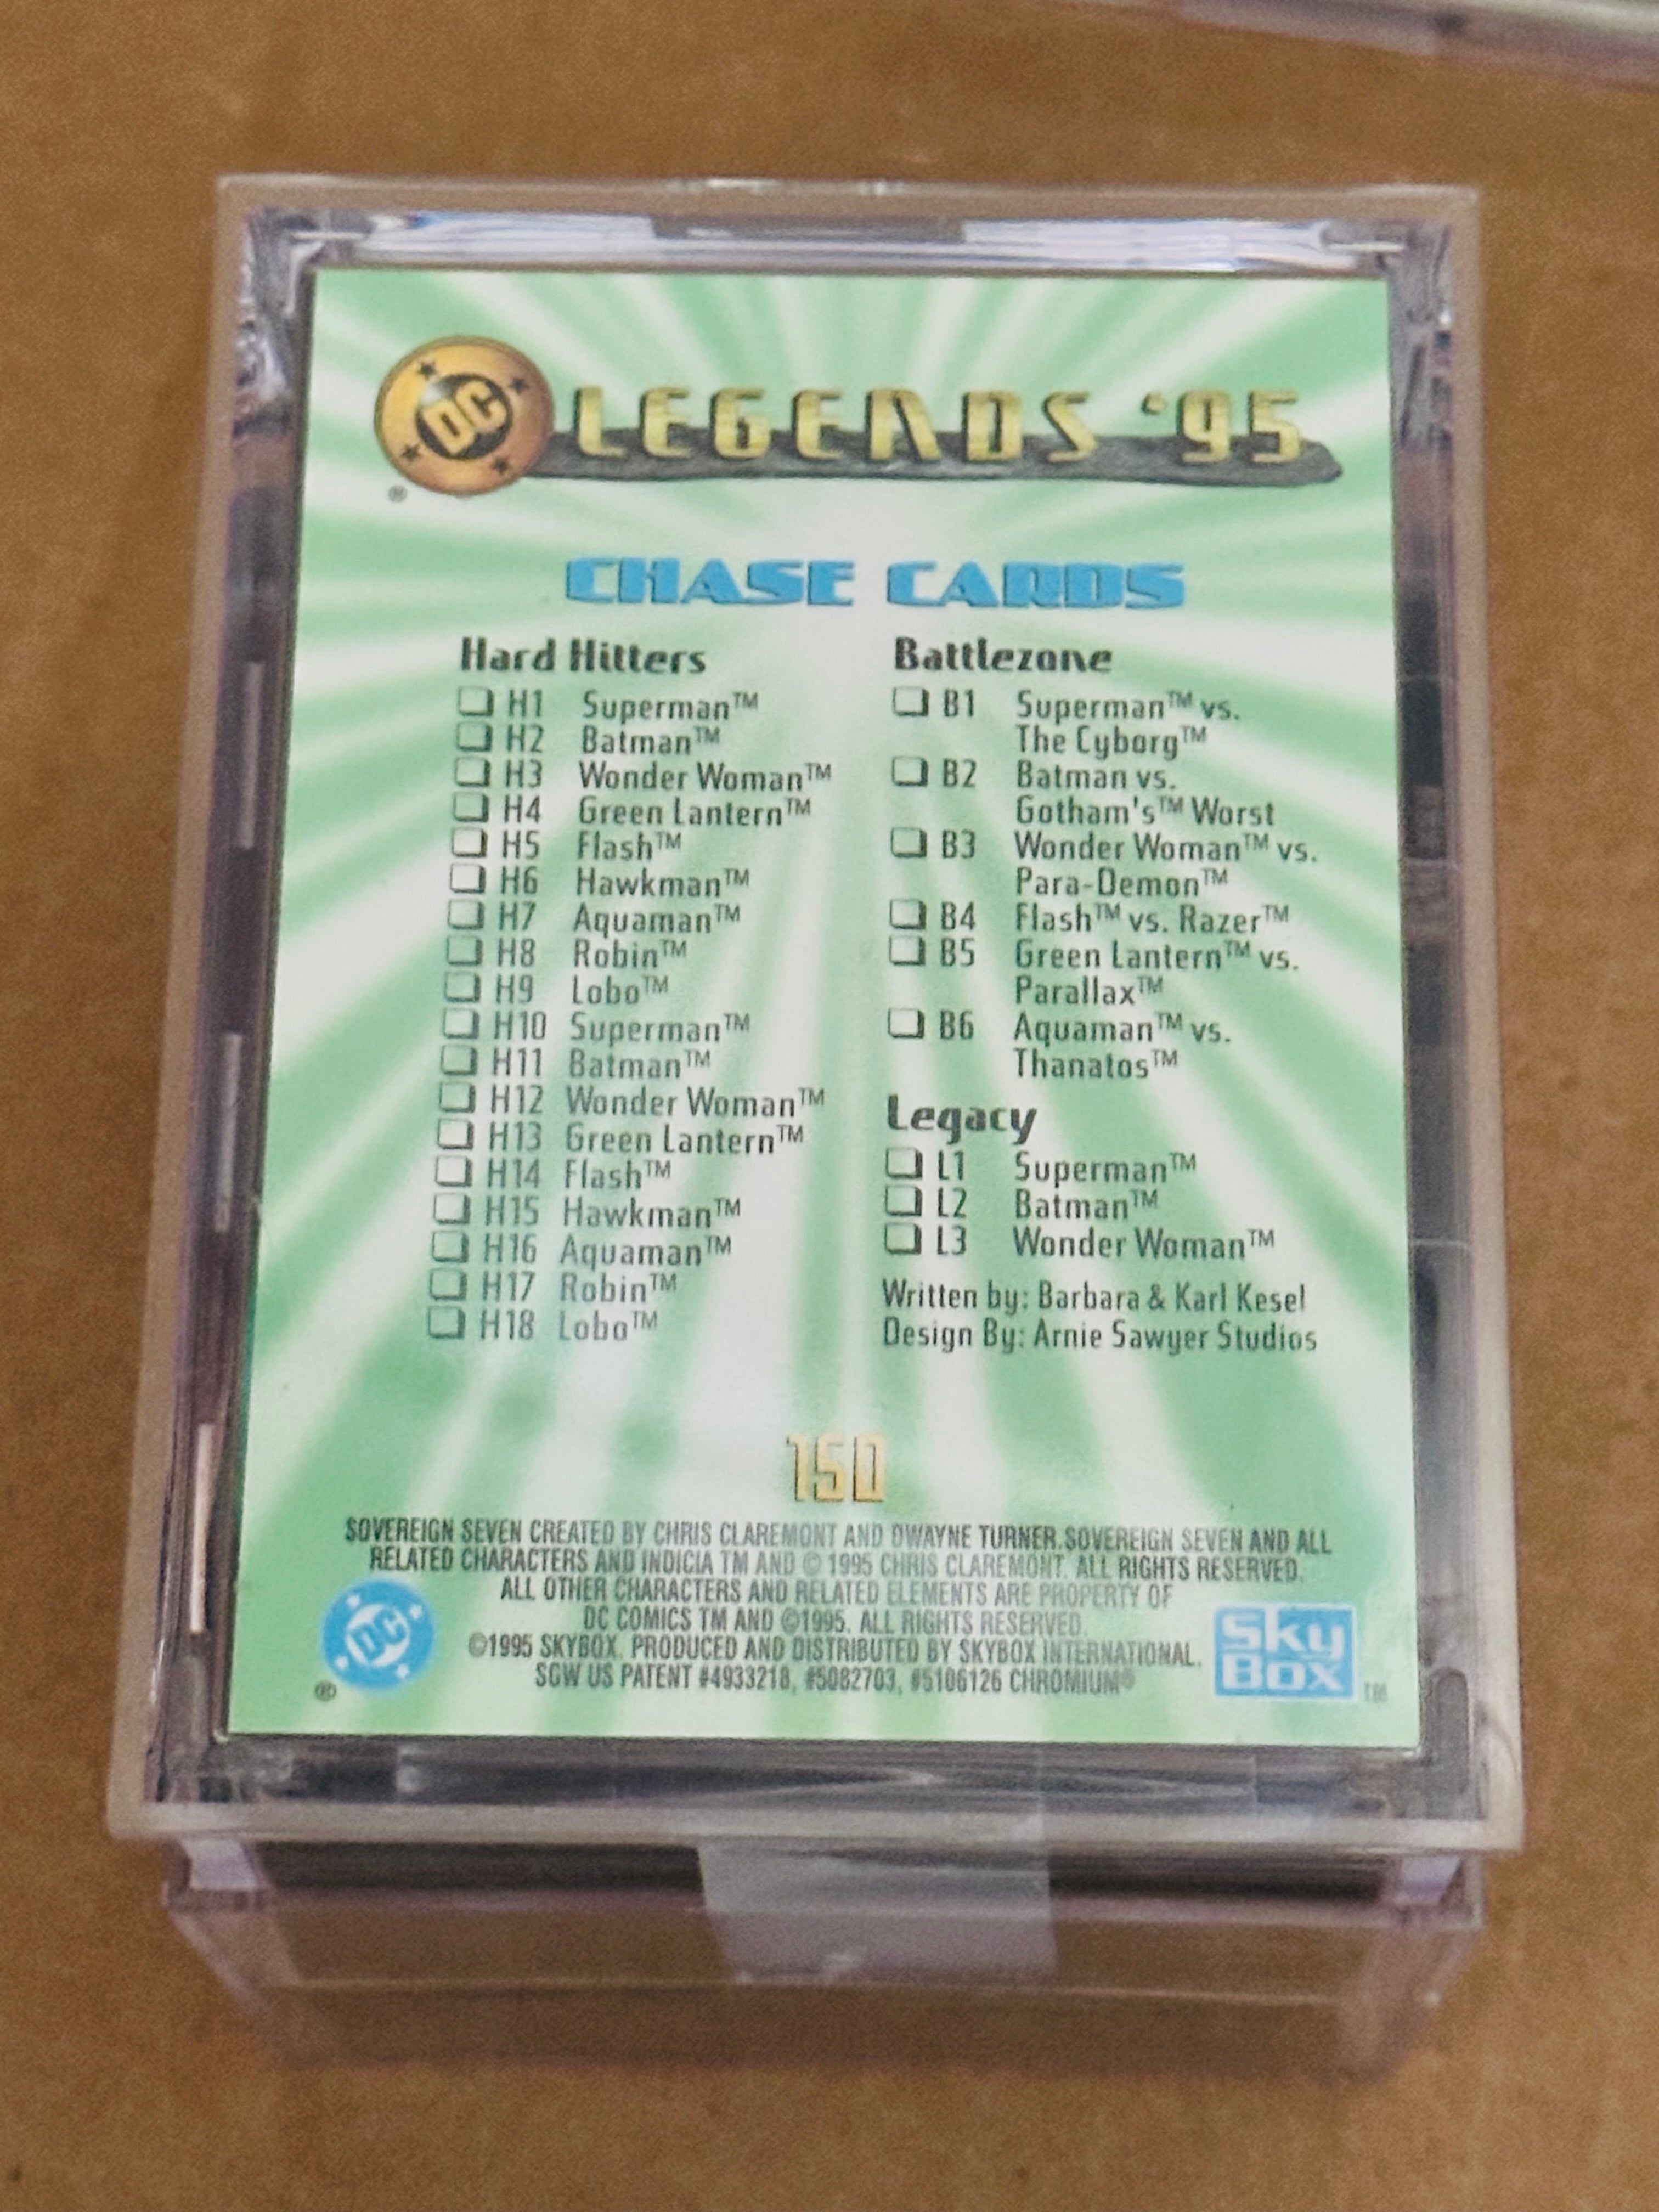 DC LEGENDS '95
®
CHASE CARDS
Hard Hitters
H1 Superman™
H2 Batman™
H3 Wonder Woman™
H4 Green Lantern™
H5 Flash™
H6 Hawkman™
H7 Aquaman™
H8 Robin™
H9 Lobo™
H10 Superman™
H11 Batman™
H12 Wonder Woman™
H13 Green Lantern™
H14 Flash™
H15 Hawkman™
H16 Aquaman™
H17 Robin™
H18 Lobo™
Battlezone
B1 Superman™ vs.
The Cyborg™
B2 Batman vs.
Gotham's™ Worst
B3 Wonder Woman™ vs.
Para-Demon™
B4 Flash™ vs. Razer™
B5 Green Lantern™ vs.
Parallax™
B6 Aquaman™ vs.
Thanatos™
Legacy
L1 Superman™
L2 Batman™
L3 Wonder Woman™
Written by: Barbara & Karl Kesel
Design By: Arnie Sawyer Studios
150
SOVEREIGN SEVEN CREATED BY CHRIS CLAREMONT AND DWAYNE TURNER.SOVEREIGN SEVEN AND ALL
RELATED CHARACTERS AND INDICIA TM AND © 1995 CHRIS CLAREMONT. ALL RIGHTS RESERVED.
ALL OTHER CHARACTERS AND RELATED ELEMENTS ARE PROPERTY OF
DC COMICS TM AND ©1995. ALL RIGHTS RESERVED.
©1995 SKYBOX. PRODUCED AND DISTRIBUTED BY SKYBOX INTERNATIONAL.
SGW US PATENT #4933218, #5082703, #5106126 CHROMIUM®
DC
®
SKY
BOX
TM